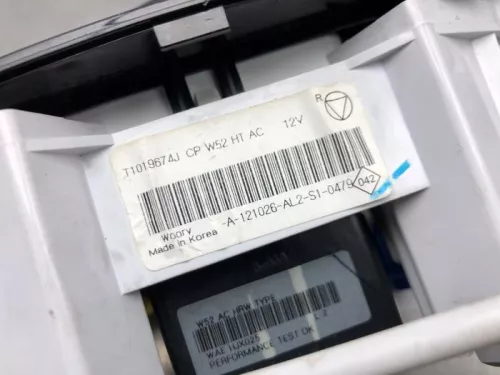 R
T1019674J CP W52 HT AC 12V
-A-121026-AL2-S1-0479 042
woory
Made in Korea
W52 AC HRW TYPE
PERFORMANCE TEST OK